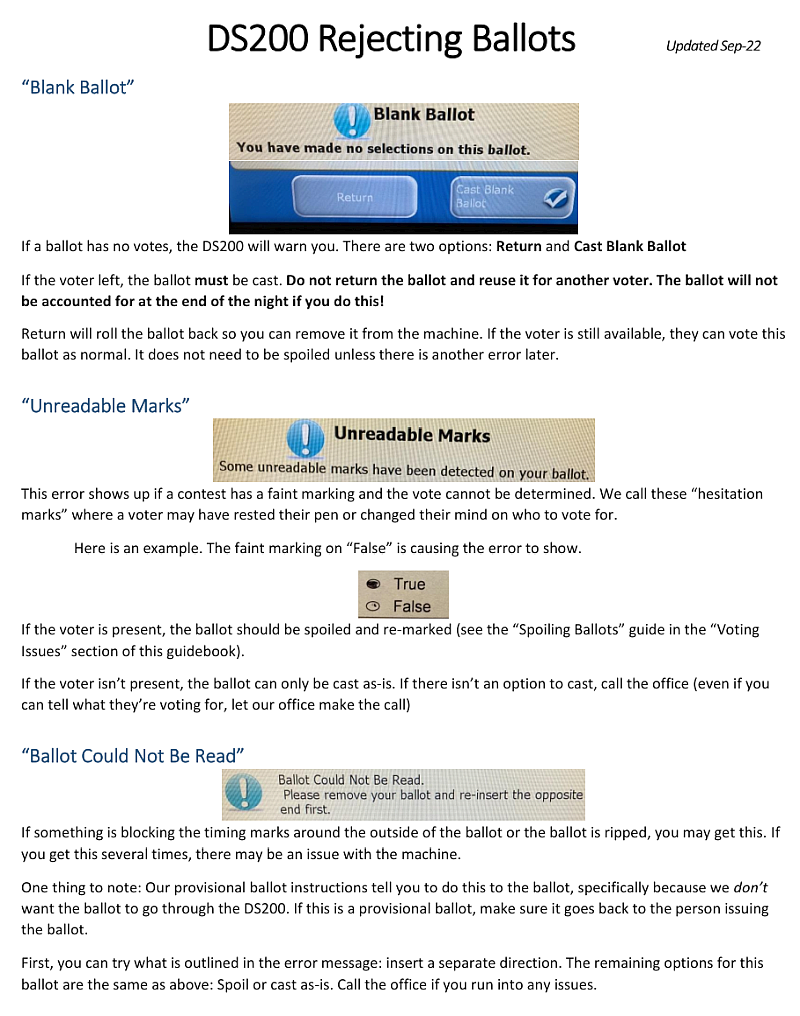 DS200 Rejecting Ballots
Updated Sep-22
“Blank Ballot”
Blank Ballot
You have made no selections on this ballot.
Return
Cast Blank
Ballot
If a ballot has no votes, the DS200 will warn you. There are two options: Return and Cast Blank Ballot
If the voter left, the ballot must be cast. Do not return the ballot and reuse it for another voter. The ballot will not
be accounted for at the end of the night if you do this!
Return will roll the ballot back so you can remove it from the machine. If the voter is still available, they can vote this
ballot as normal. It does not need to be spoiled unless there is another error later.
“Unreadable Marks”
Unreadable Marks
Some unreadable marks have been detected on your ballot.
This error shows up if a contest has a faint marking and the vote cannot be determined. We call these “hesitation
marks” where a voter may have rested their pen or changed their mind on who to vote for.
Here is an example. The faint marking on “False” is causing the error to show.
True
False
If the voter is present, the ballot should be spoiled and re-marked (see the “Spoiling Ballots” guide in the “Voting
Issues” section of this guidebook).
If the voter isn’t present, the ballot can only be cast as-is. If there isn’t an option to cast, call the office (even if you
can tell what they’re voting for, let our office make the call)
“Ballot Could Not Be Read”
Ballot Could Not Be Read.
Please remove your ballot and re-insert the opposite
end first.
If something is blocking the timing marks around the outside of the ballot or the ballot is ripped, you may get this. If
you get this several times, there may be an issue with the machine.
One thing to note: Our provisional ballot instructions tell you to do this to the ballot, specifically because we don’t
want the ballot to go through the DS200. If this is a provisional ballot, make sure it goes back to the person issuing
the ballot.
First, you can try what is outlined in the error message: insert a separate direction. The remaining options for this
ballot are the same as above: Spoil or cast as-is. Call the office if you run into any issues.